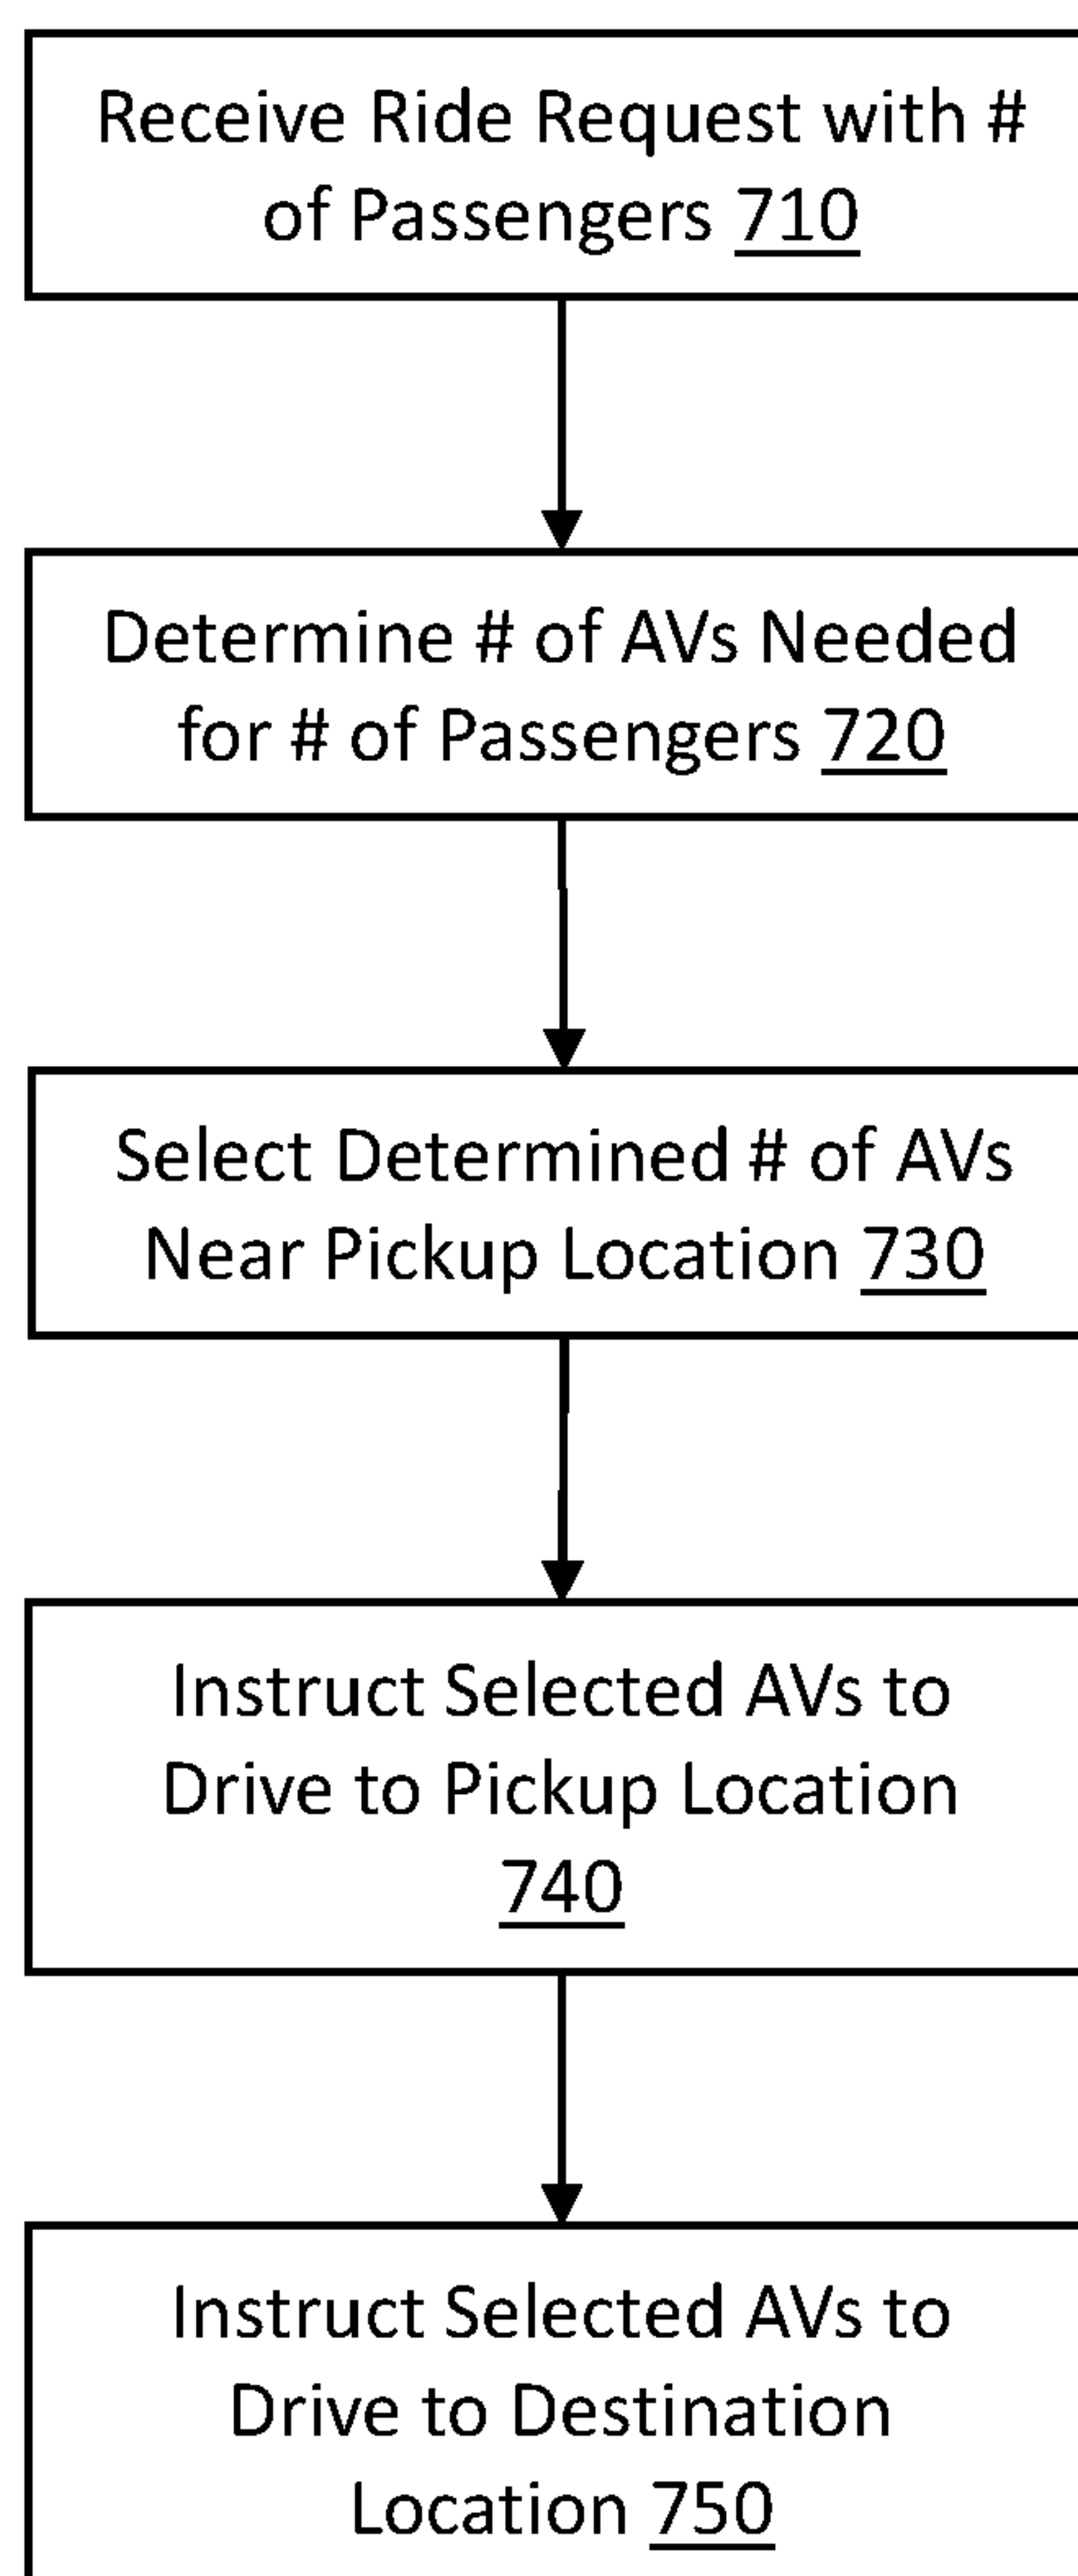 Receive Ride Request with #
of Passengers 710
Determine # of AVs Needed
for # of Passengers 720
Select Determined # of AVs
Near Pickup Location 730
Instruct Selected AVs to
Drive to Pickup Location
740
Instruct Selected AVs to
Drive to Destination
Location 750